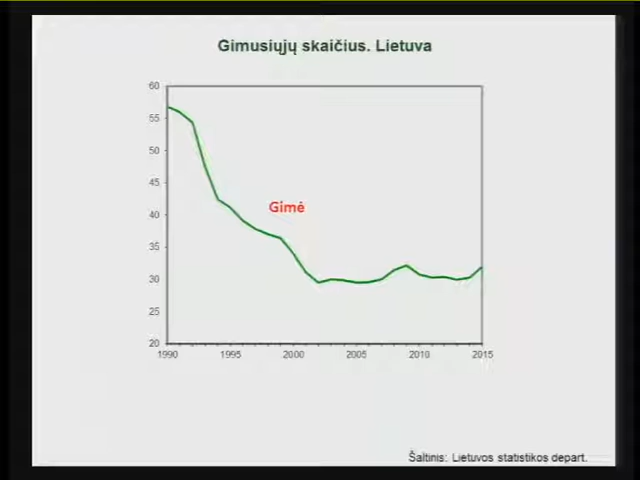 Gimusiųjų skaičius. Lietuva
60
55
50
45
40
35
30
25
20
Gimė
1990 1995 2000 2005 2010 2015
Šaltinis: Lietuvos statistikos depart.